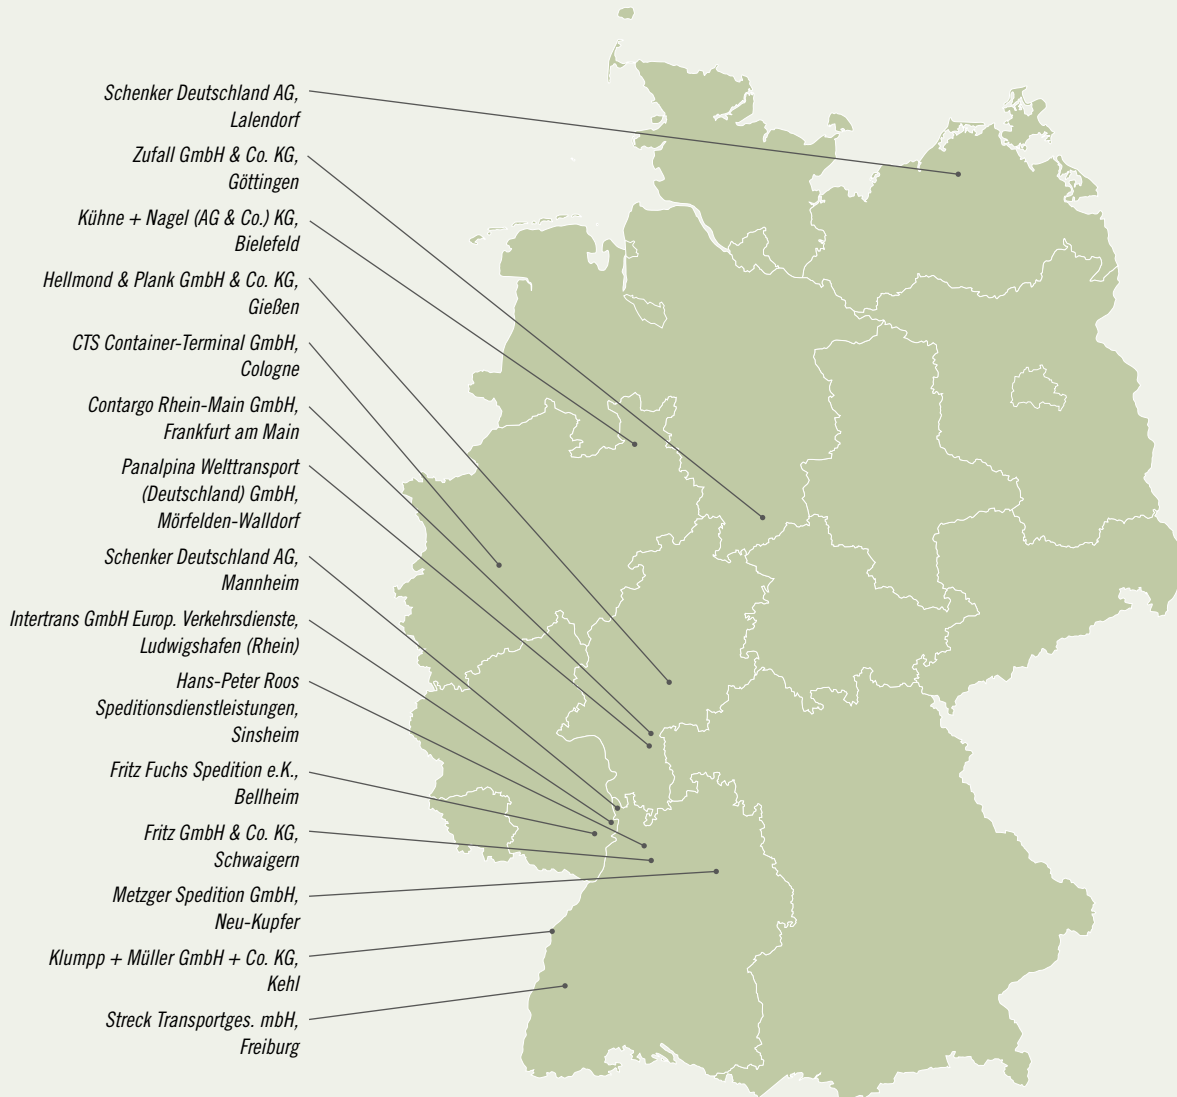 Schenker Deutschland AG,
Lalendorf
Zufall GmbH & Co. KG,
Göttingen
Kühne + Nagel (AG & Co.) KG,
Bielefeld
Hellmond & Plank GmbH & Co. KG,
Gießen
CTS Container-Terminal GmbH,
Cologne
Contargo Rhein-Main GmbH,
Frankfurt am Main
Panalpina Welttransport
(Deutschland) GmbH,
Mörfelden-Walldorf
Schenker Deutschland AG,
Mannheim
Intertrans GmbH Europ. Verkehrsdienste,
Ludwigshafen (Rhein)
Hans-Peter Roos
Speditionsdienstleistungen,
Sinsheim
Fritz Fuchs Spedition e.K.,
Bellheim
Fritz GmbH & Co. KG,
Schwaigern
Metzger Spedition GmbH,
Neu-Kupfer
Klumpp + Müller GmbH + Co. KG,
Kehl
Streck Transportges. mbH,
Freiburg